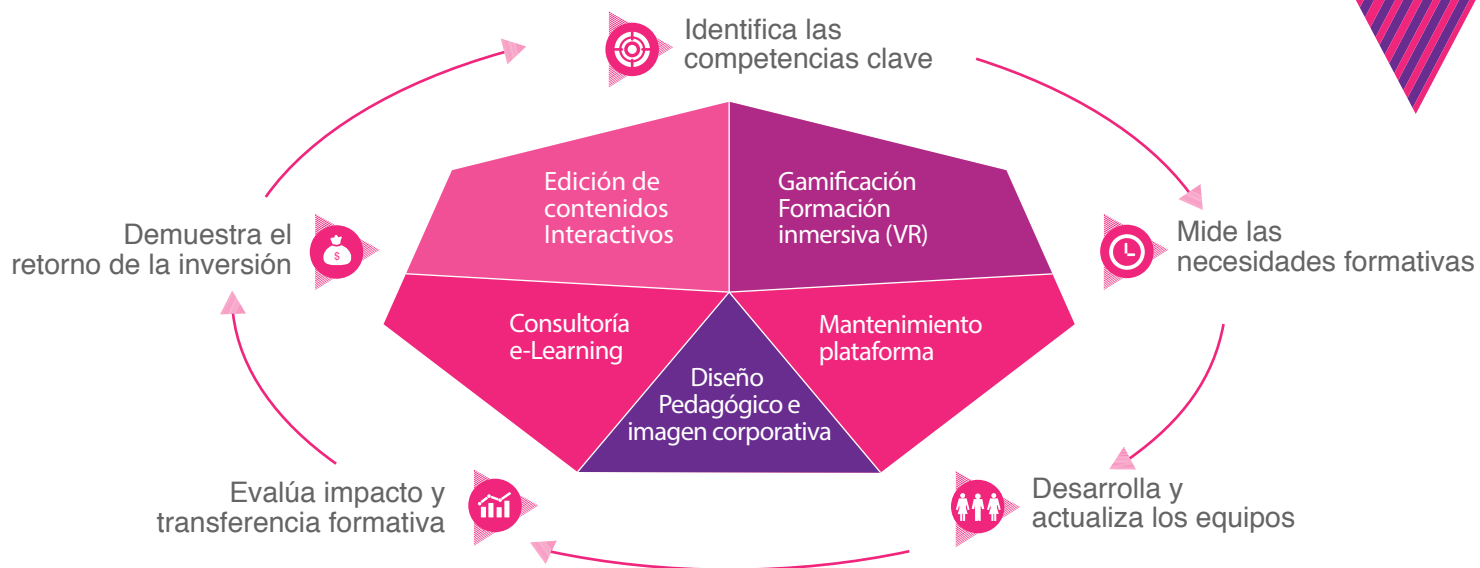 Identifica las
competencias clave
Edición de
contenidos
Interactivos
Gamificación
Formación
inmersiva (VR)
Demuestra el
retorno de la inversión
$
Mide las
necesidades formativas
Consultoría
e-Learning
Mantenimiento
plataforma
Diseño
Pedagógico e
imagen corporativa
Evalúa impacto y
transferencia formativa
Desarrolla y
actualiza los equipos